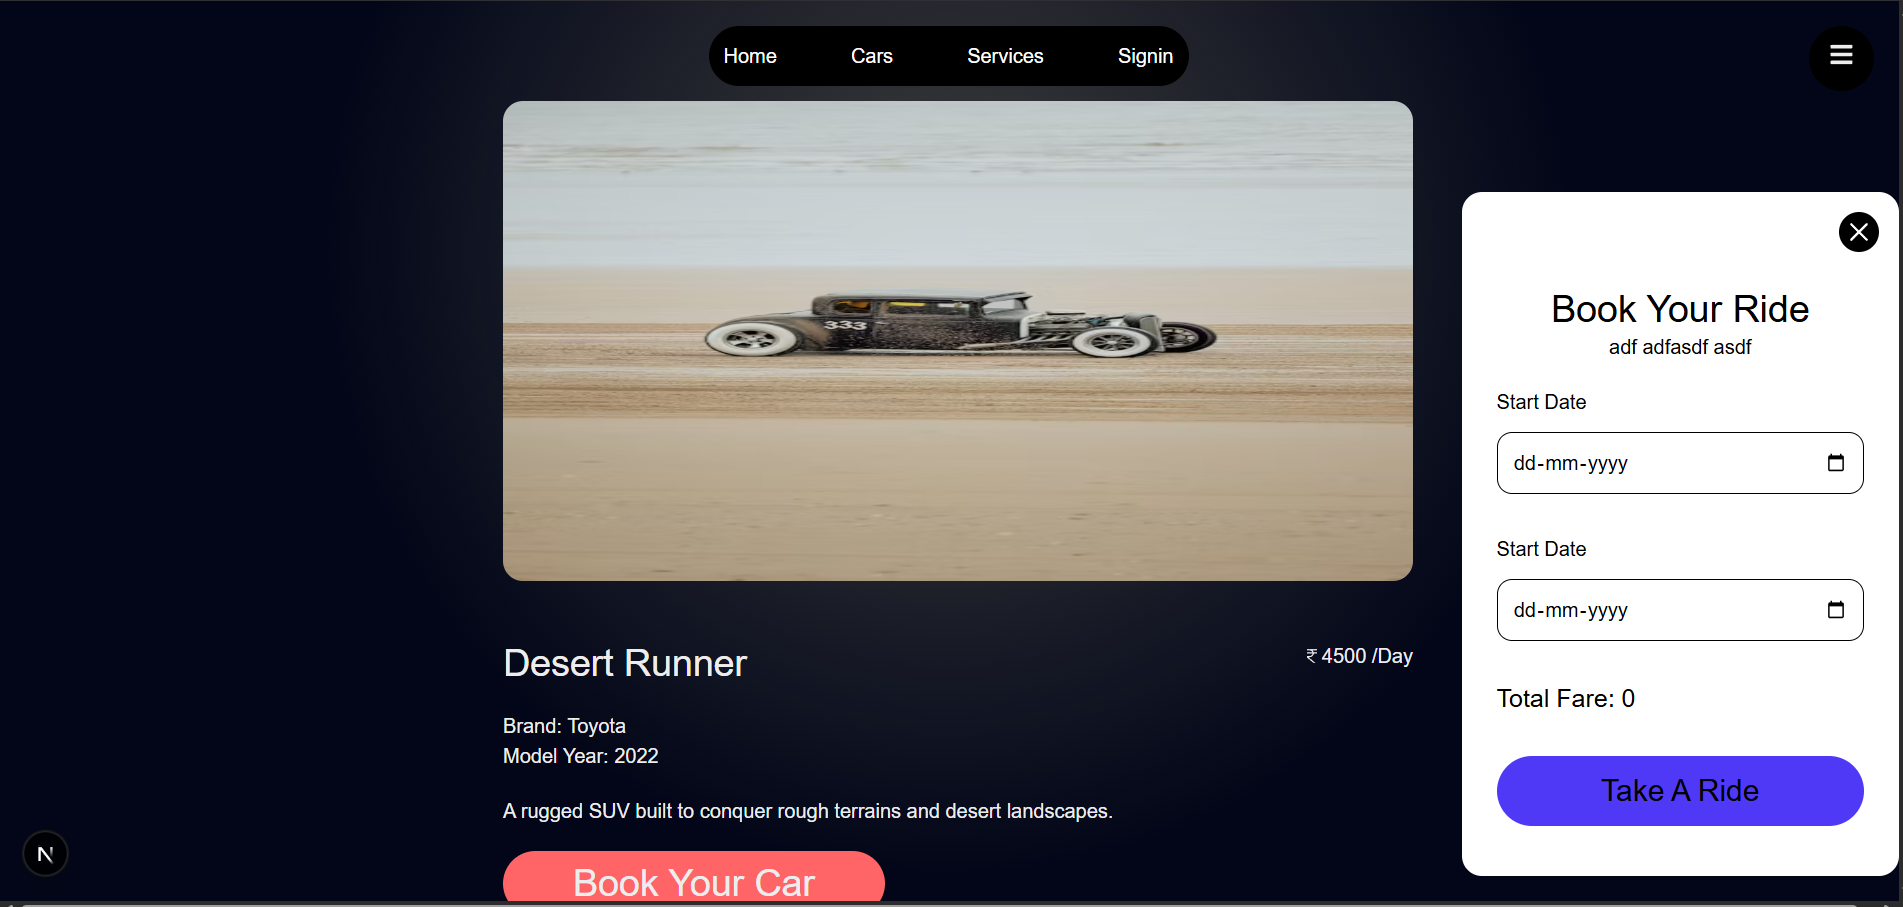 Home Cars Services Signin
333
Desert Runner
₹ 4500 /Day
Brand: Toyota
Model Year: 2022
A rugged SUV built to conquer rough terrains and desert landscapes.
Book Your Car
N
Book Your Ride
adf adfasdf asdf
Start Date
dd-mm-yyyy
Start Date
dd-mm-yyyy
Total Fare: 0
Take A Ride